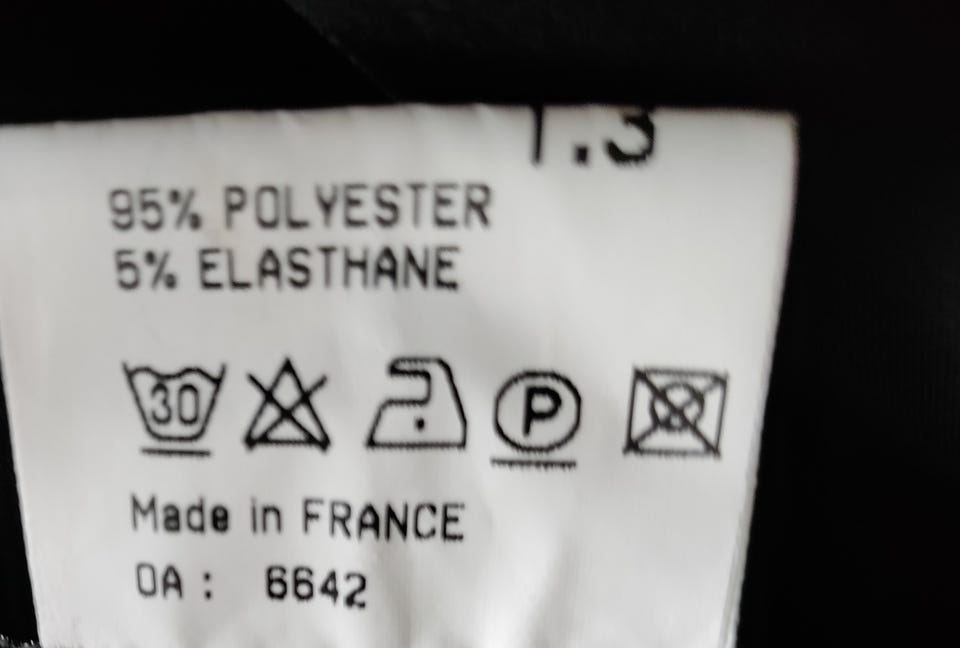 95% POLYESTER
5% ELASTHANE
30 P
Made in FRANCE
OA : 6642